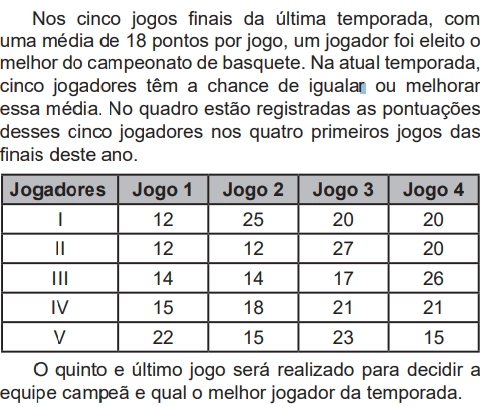 Nos cinco jogos finais da última temporada, com
uma média de 18 pontos por jogo, um jogador foi eleito o
melhor do campeonato de basquete. Na atual temporada,
cinco jogadores têm a chance de igualar ou melhorar
essa média. No quadro estão registradas as pontuações
desses cinco jogadores nos quatro primeiros jogos das
finais deste ano.
Jogadores Jogo 1 Jogo 2 Jogo 3 Jogo 4
I 12 25 20 20
II 12 12 27 20
III 14 14 17 26
IV 15 18 21 21
V 22 15 23 15
O quinto e último jogo será realizado para decidir a
equipe campeã e qual o melhor jogador da temporada.